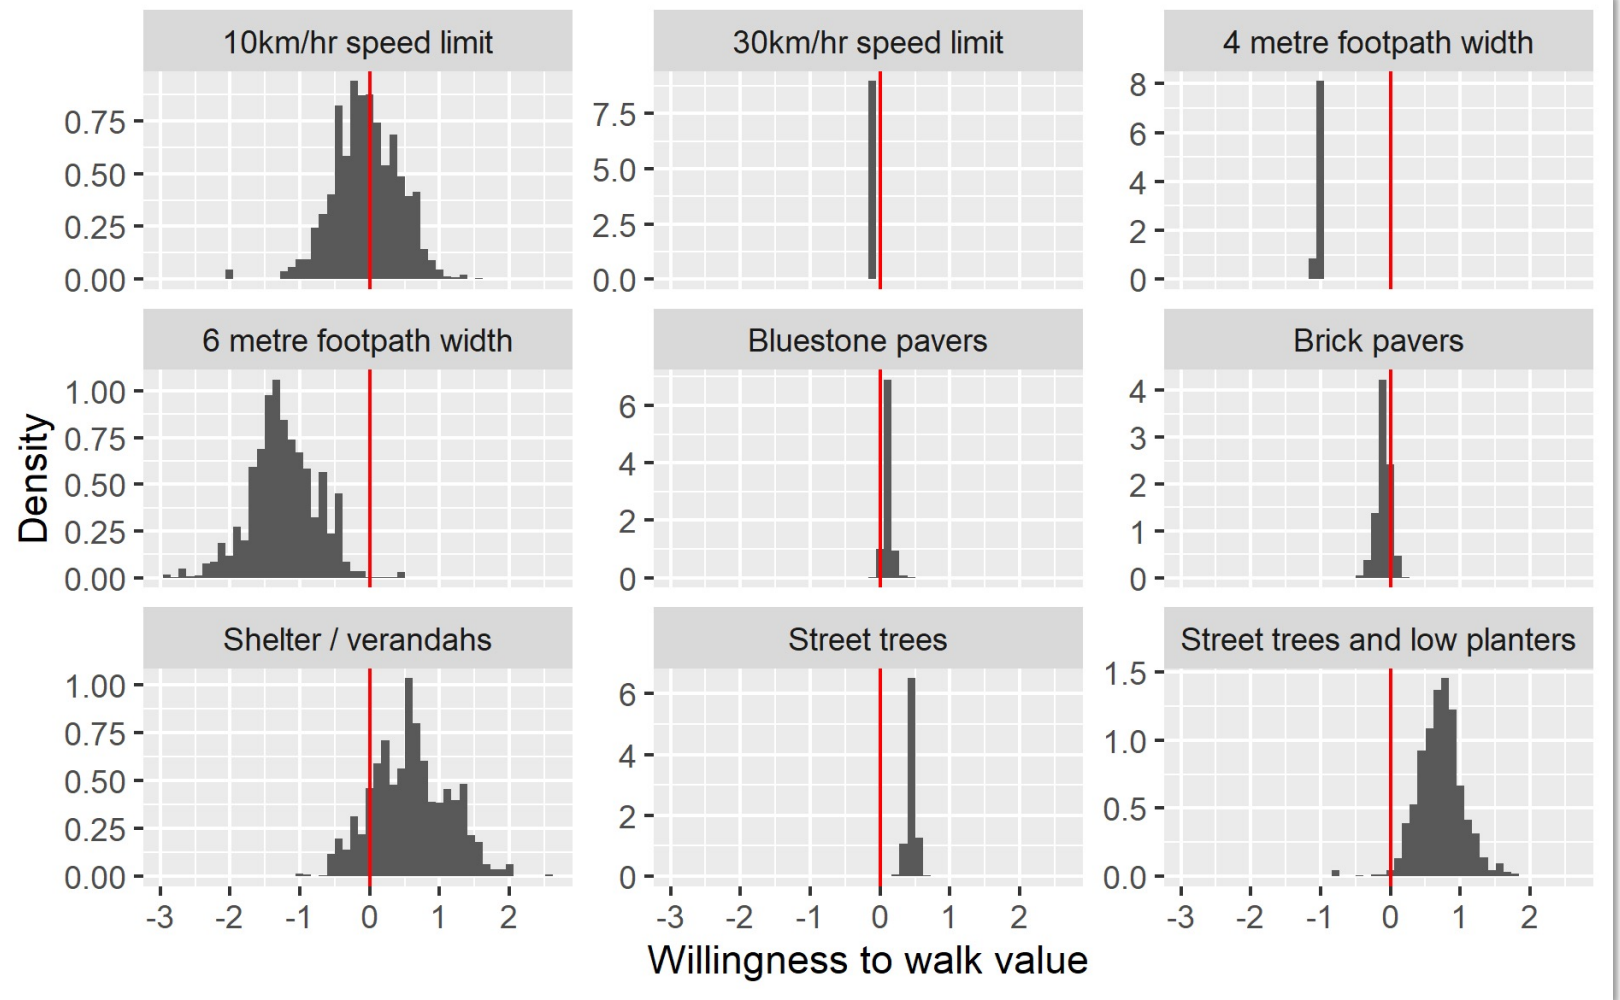 10km/hr speed limit
30km/hr speed limit
4 metre footpath width
0.75
0.50
0.25
0.00
7.5
5.0
2.5
0.0
8
6
4
2
0
6 metre footpath width
Bluestone pavers
Brick pavers
1.00
0.75
0.50
0.25
0.00
6
4
2
0
4
3
2
1
0
Density
Shelter / verandahs
Street trees
Street trees and low planters
1.00
0.75
0.50
0.25
0.00
6
4
2
0
1.5
1.0
0.5
0.0
-3 -2 -1 0 1 2
-3 -2 -1 0 1 2
-3 -2 -1 0 1 2
Willingness to walk value